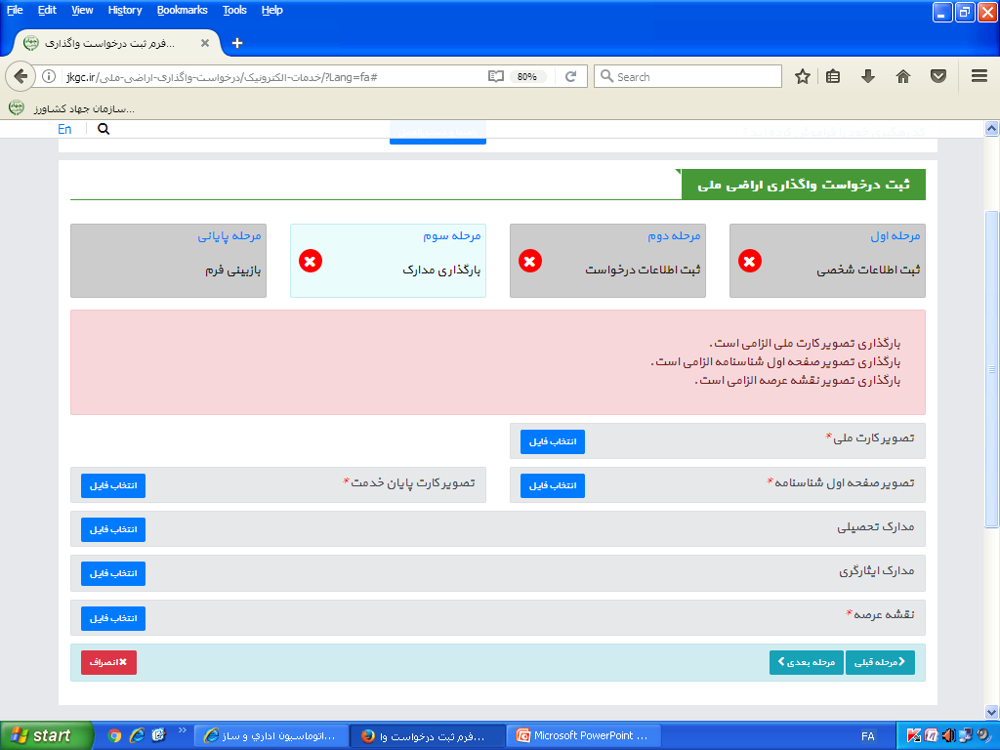 File Edit View History Bookmarks Tools Help
فرم ثبت درخواست واگذاری...
jkgc.ir/خدمات-الکترونیک/درخواست-واگذاری-اراضی-ملی/?Lang=fa#
80%
Search
سازمان جهاد کشاورز...
En
ثبت درخواست واگذاری اراضی ملی
مرحله اول
ثبت اطلاعات شخصی
مرحله دوم
ثبت اطلاعات درخواست
مرحله سوم
بارگذاری مدارک
مرحله پایانی
بازبینی فرم
بارگذاری تصویر کارت ملی الزامی است .
بارگذاری تصویر صفحه اول شناسنامه الزامی است .
بارگذاری تصویر نقشه عرصه الزامی است .
تصویر کارت ملی*
انتخاب فایل
تصویر صفحه اول شناسنامه*
انتخاب فایل
تصویر کارت پایان خدمت*
انتخاب فایل
مدارک تحصیلی
انتخاب فایل
مدارک ایثارگری
انتخاب فایل
نقشه عرصه*
انتخاب فایل
مرحله قبلی
مرحله بعدی
انصراف
start
اتوماسیون اداري و ساز...
فرم ثبت درخواست وا...
Microsoft PowerPoint ...
FA